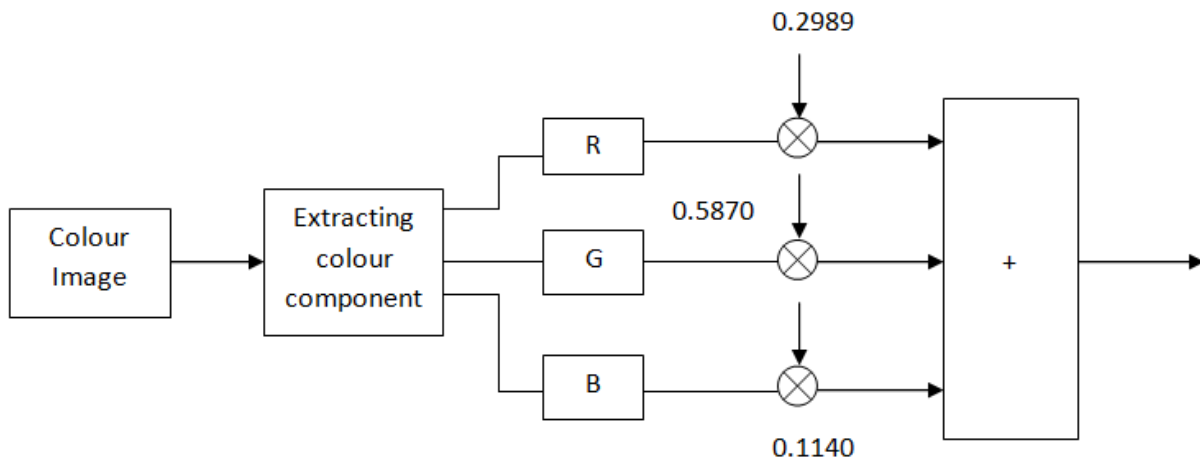 0.2989
R
0.5870
Colour
Image
Extracting
colour
component
G
+
B
0.1140